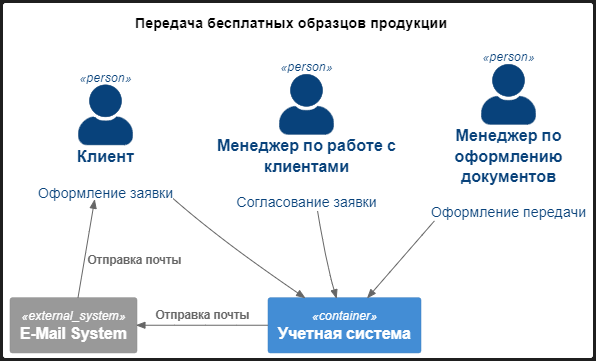 Передача бесплатных образцов продукции
«person»
Клиент
Оформление заявки
«person»
Менеджер по работе с
клиентами
Согласование заявки
«person»
Менеджер по
оформлению
документов
Оформление передачи
Отправка почты
«external_system»
E-Mail System
Отправка почты
«container»
Учетная система